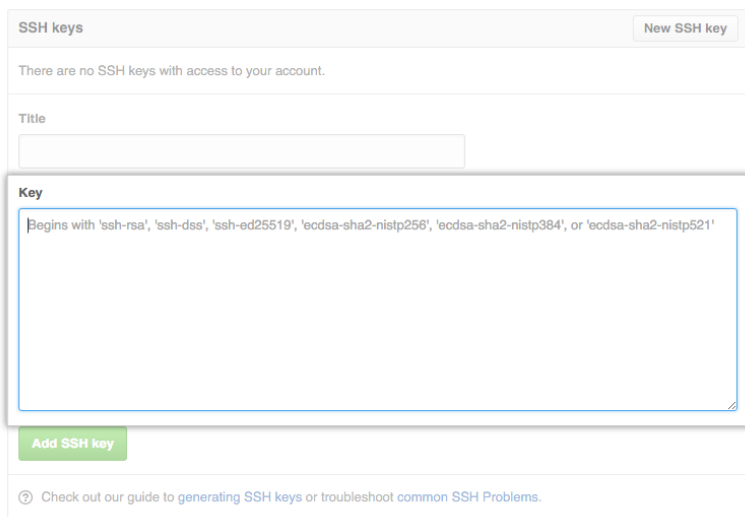 SSH keys
New SSH key
There are no SSH keys with access to your account.
Title
Key
Begins with 'ssh-rsa', 'ssh-dss', 'ssh-ed25519', 'ecdsa-sha2-nistp256', 'ecdsa-sha2-nistp384', or 'ecdsa-sha2-nistp521'
Add SSH key
Check out our guide to generating SSH keys or troubleshoot common SSH Problems.